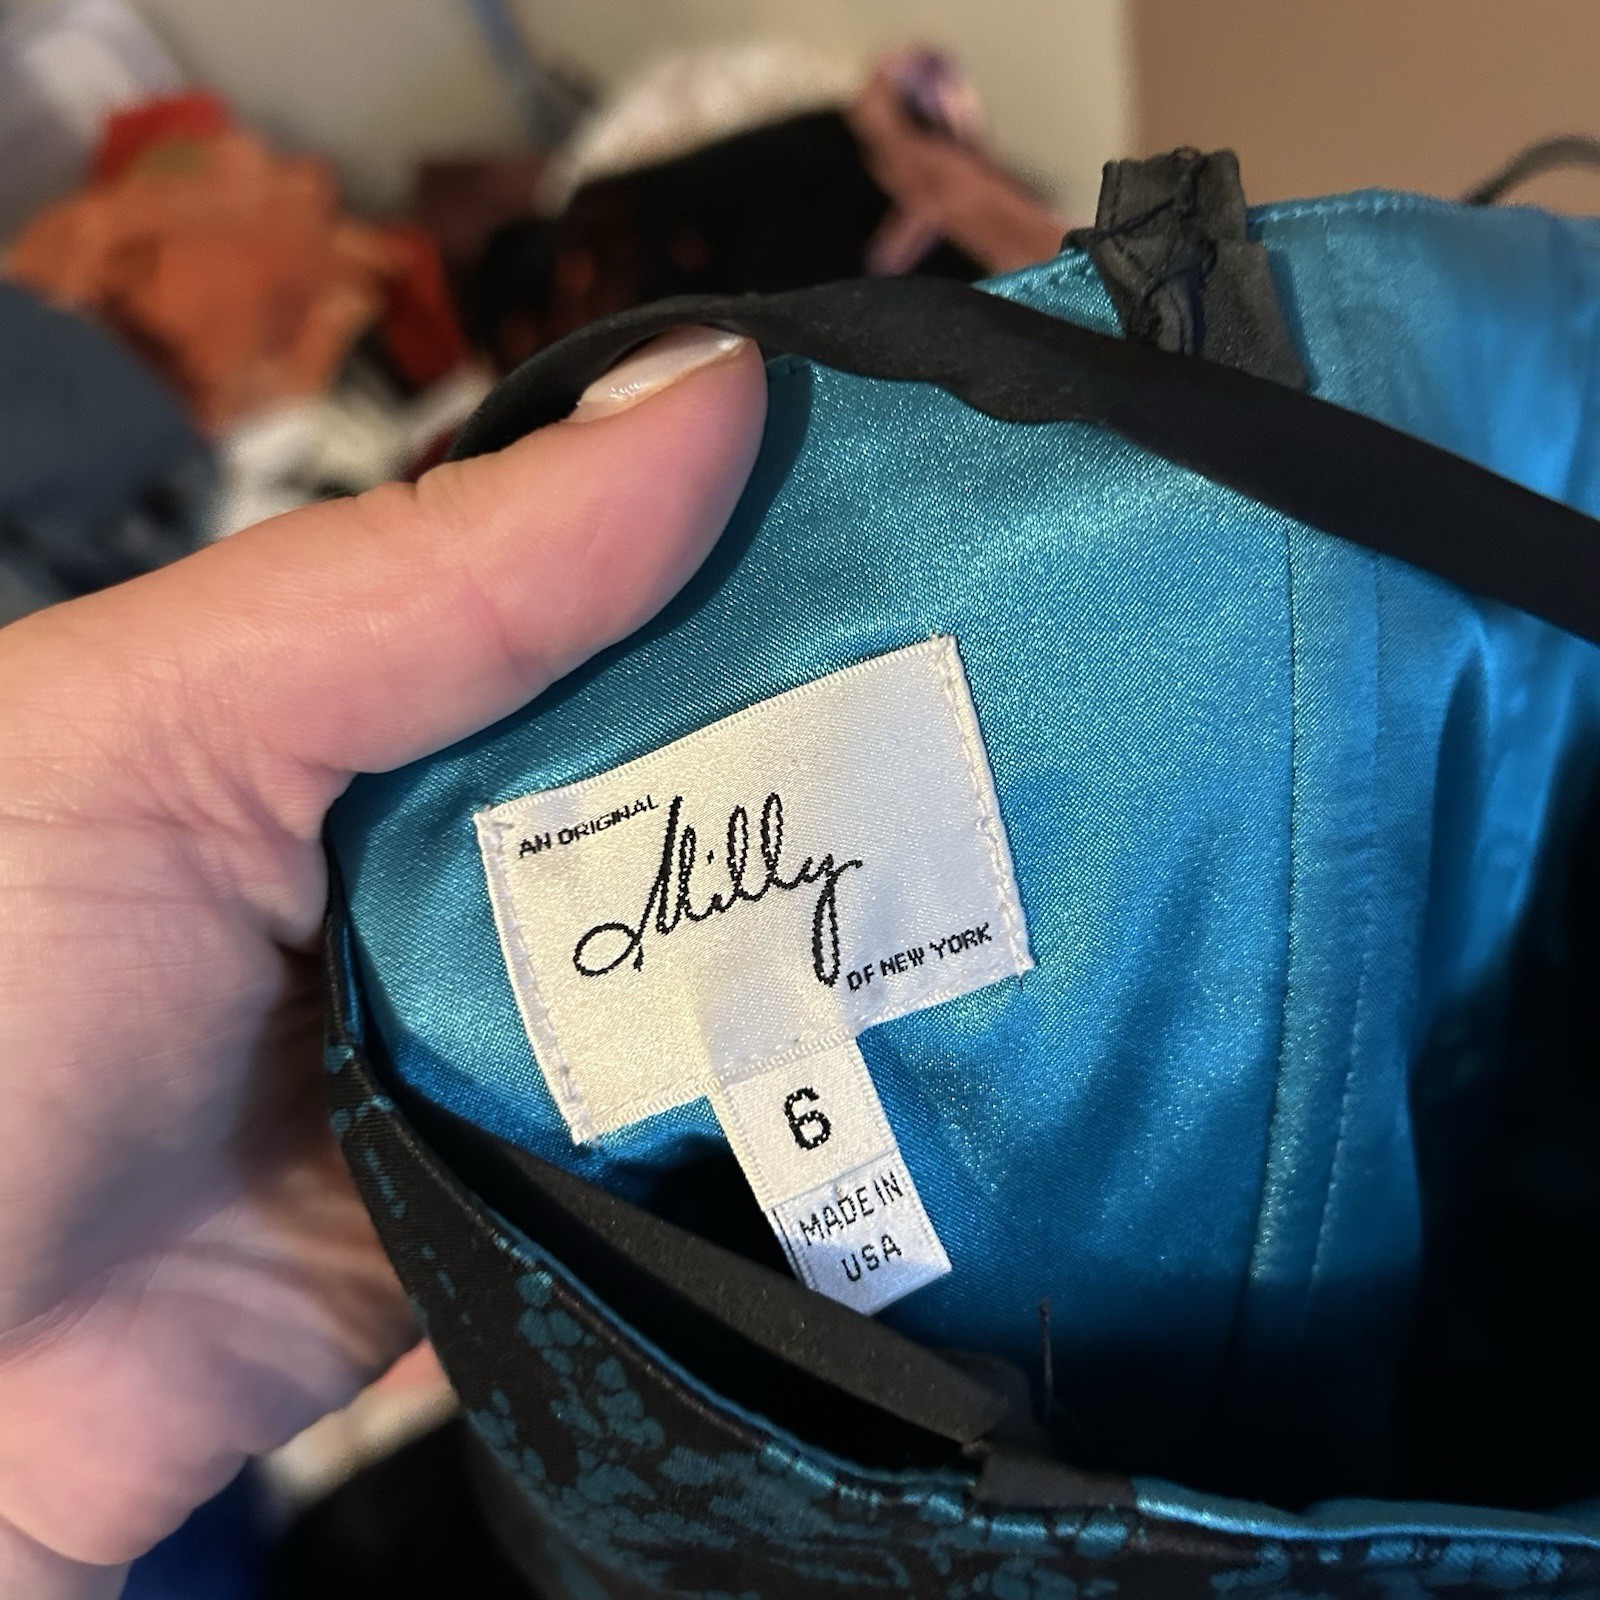 AN ORIGINAL
Milly
OF NEW YORK
6
MADE IN
USA